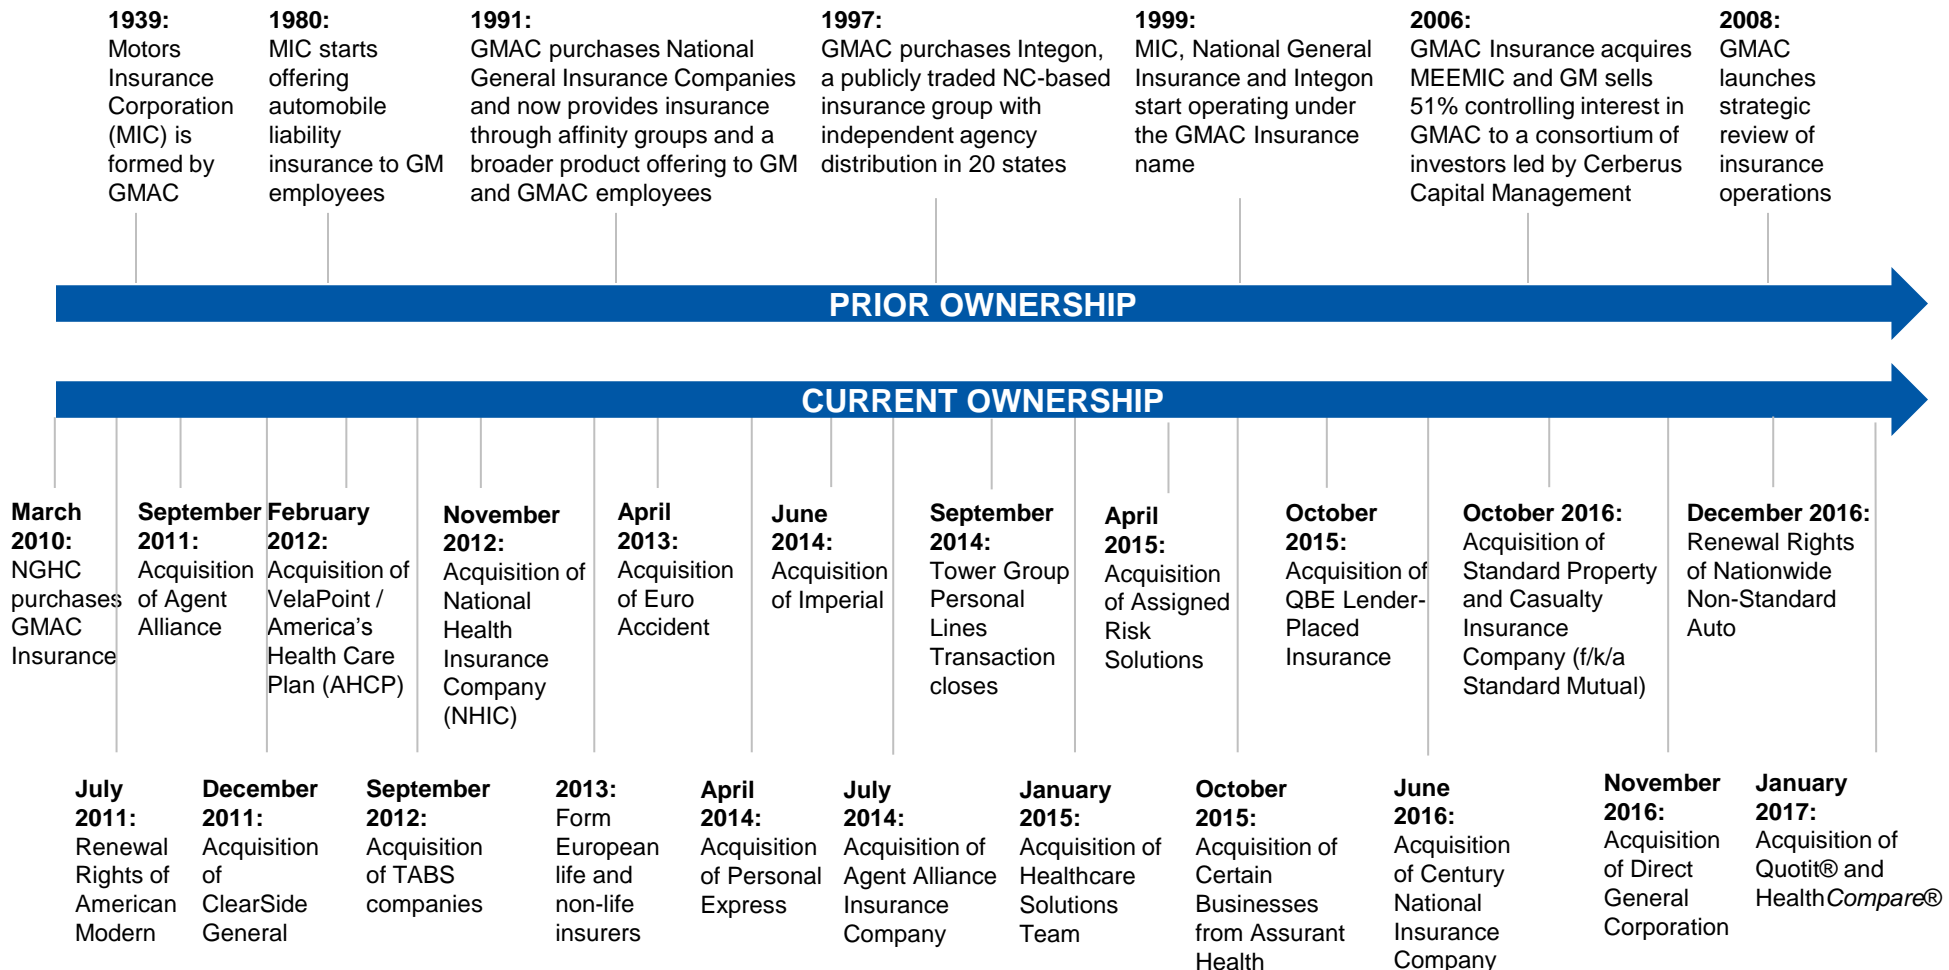 1939:
Motors
Insurance
Corporation
(MIC) is
formed by
GMAC
1980:
MIC starts
offering
automobile
liability
insurance to GM
employees
1991:
GMAC purchases National
General Insurance Companies
and now provides insurance
through affinity groups and a
broader product offering to GM
and GMAC employees
1997:
GMAC purchases Integon,
a publicly traded NC-based
insurance group with
independent agency
distribution in 20 states
1999:
MIC, National General
Insurance and Integon
start operating under
the GMAC Insurance
name
2006:
GMAC Insurance acquires
MEEMIC and GM sells
51% controlling interest in
GMAC to a consortium of
investors led by Cerberus
Capital Management
2008:
GMAC
launches
strategic
review of
insurance
operations
PRIOR OWNERSHIP
CURRENT OWNERSHIP
March
2010:
NGHC
purchases
GMAC
Insurance
September
2011:
Acquisition
of Agent
Alliance
February
2012:
Acquisition of
VelaPoint /
America's
Health Care
Plan (AHCP)
November
2012:
Acquisition of
National
Health
Insurance
Company
(NHIC)
April
2013:
Acquisition
of Euro
Accident
June
2014:
Acquisition
of Imperial
September
2014:
Tower Group
Personal
Lines
Transaction
closes
April
2015:
Acquisition
of Assigned
Risk
Solutions
October
2015:
Acquisition of
QBE Lender-
Placed
Insurance
October 2016:
Acquisition of
Standard Property
and Casualty
Insurance
Company (f/k/a
Standard Mutual)
December 2016:
Renewal Rights
of Nationwide
Non-Standard
Auto
July
2011:
Renewal
Rights of
American
Modern
December
2011:
Acquisition
of
ClearSide
General
September
2012:
Acquisition
of TABS
companies
2013:
Form
European
life and
non-life
insurers
April
2014:
Acquisition
of Personal
Express
July
2014:
Acquisition of
Agent Alliance
Insurance
Company
January
2015:
Acquisition of
Healthcare
Solutions
Team
October
2015:
Acquisition of
Certain
Businesses
from Assurant
Health
June
2016:
Acquisition
of Century
National
Insurance
Company
November
2016:
Acquisition
of Direct
General
Corporation
January
2017:
Acquisition of
Quotit® and
HealthCompare®